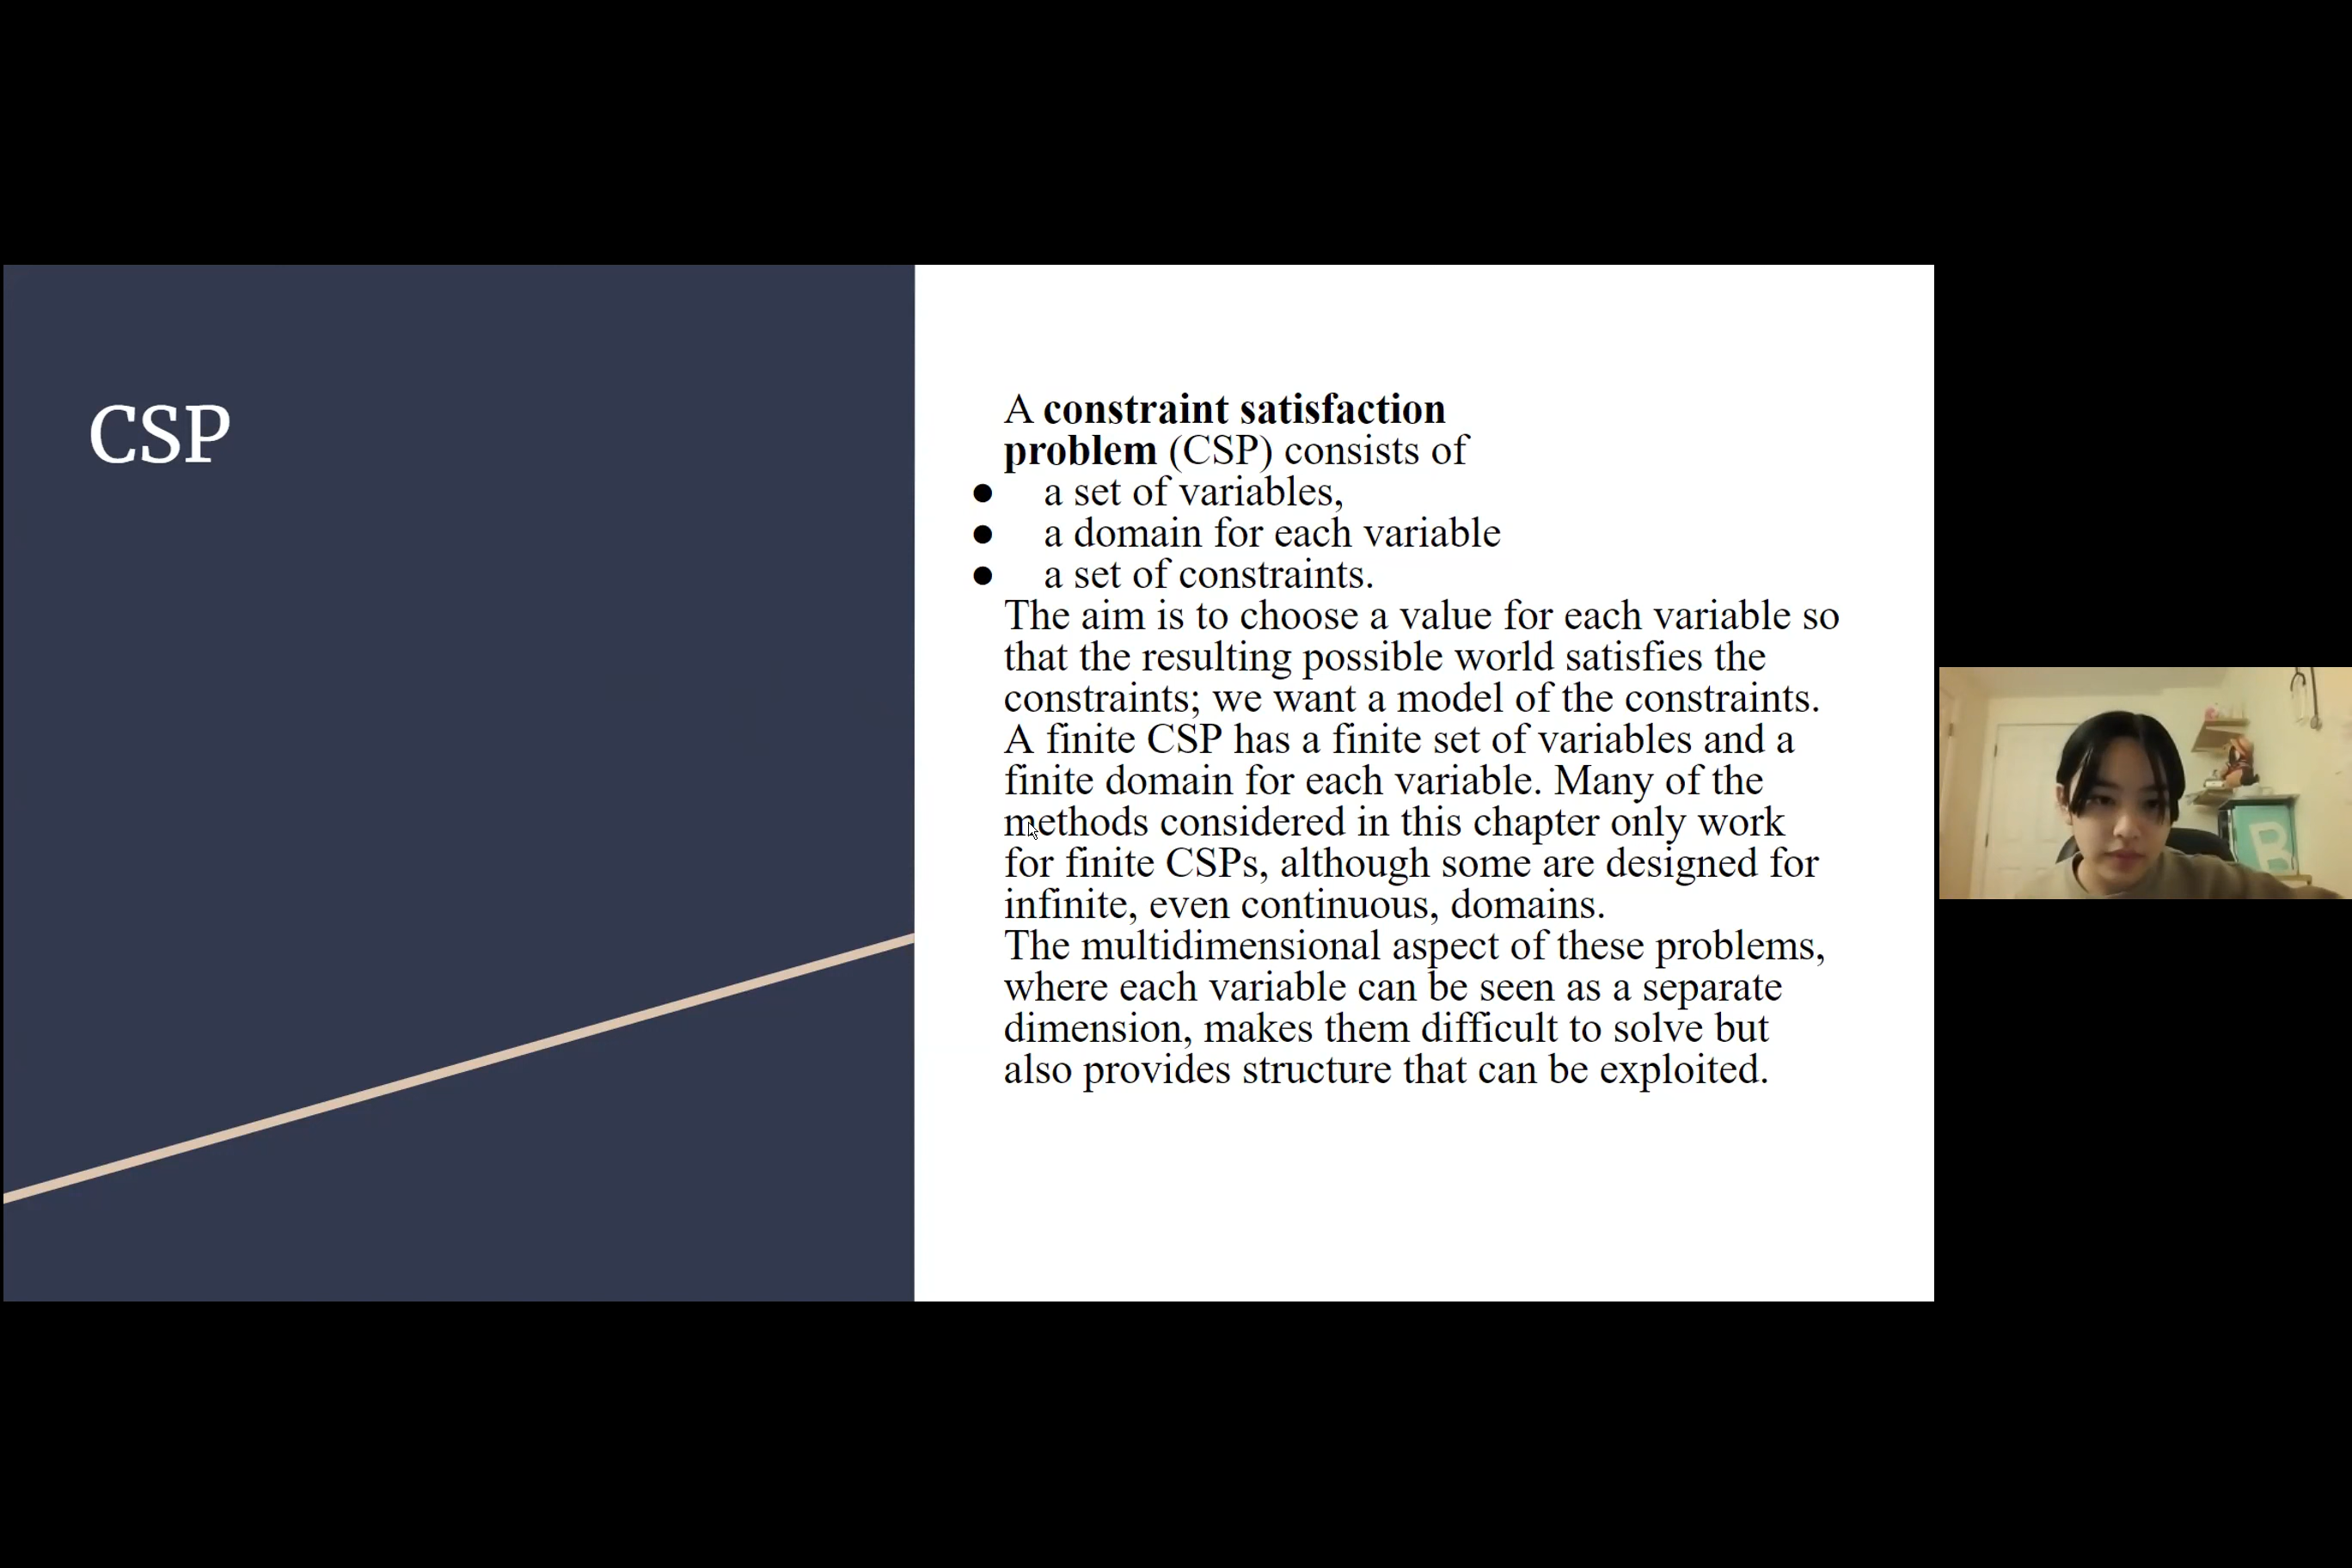 CSP
A constraint satisfaction
problem (CSP) consists of
● a set of variables,
● a domain for each variable
● a set of constraints.
The aim is to choose a value for each variable so
that the resulting possible world satisfies the
constraints; we want a model of the constraints.
A finite CSP has a finite set of variables and a
finite domain for each variable. Many of the
methods considered in this chapter only work
for finite CSPs, although some are designed for
infinite, even continuous, domains.
The multidimensional aspect of these problems,
where each variable can be seen as a separate
dimension, makes them difficult to solve but
also provides structure that can be exploited.
B